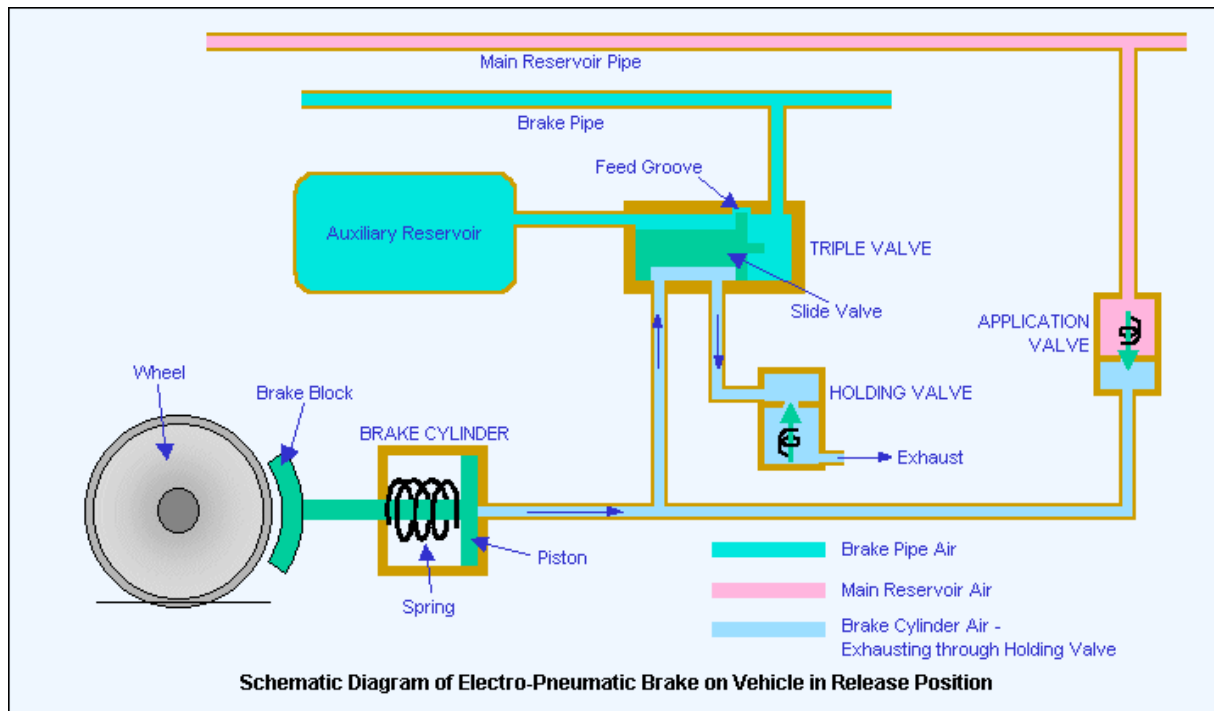 Main Reservoir Pipe
Brake Pipe
Feed Groove
Auxiliary Reservoir
TRIPLE VALVE
Slide Valve
APPLICATION
VALVE
Wheel
Brake Block
HOLDING VALVE
BRAKE CYLINDER
Exhaust
Piston
Spring
Brake Pipe Air
Main Reservoir Air
Brake Cylinder Air -
Exhausting through Holding Valve
Schematic Diagram of Electro-Pneumatic Brake on Vehicle in Release Position